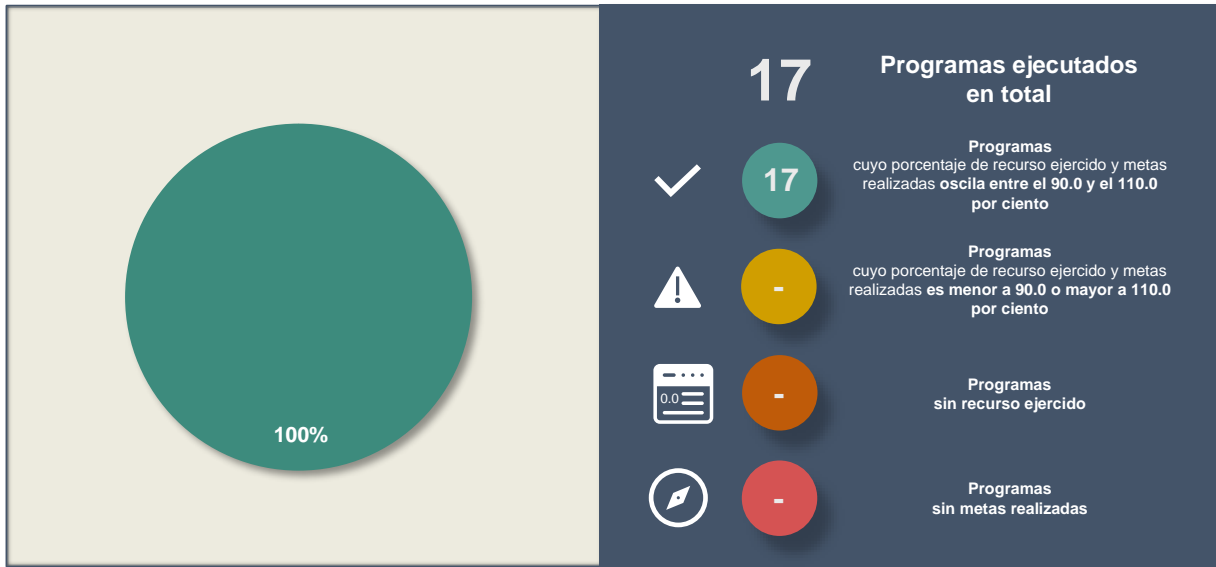 100%
17
Programas ejecutados
en total
17
Programas
cuyo porcentaje de recurso ejercido y metas
realizadas oscila entre el 90.0 y el 110.0
por ciento
-
Programas
cuyo porcentaje de recurso ejercido y metas
realizadas es menor a 90.0 o mayor a 110.0
por ciento
0.0
-
Programas
sin recurso ejercido
-
Programas
sin metas realizadas